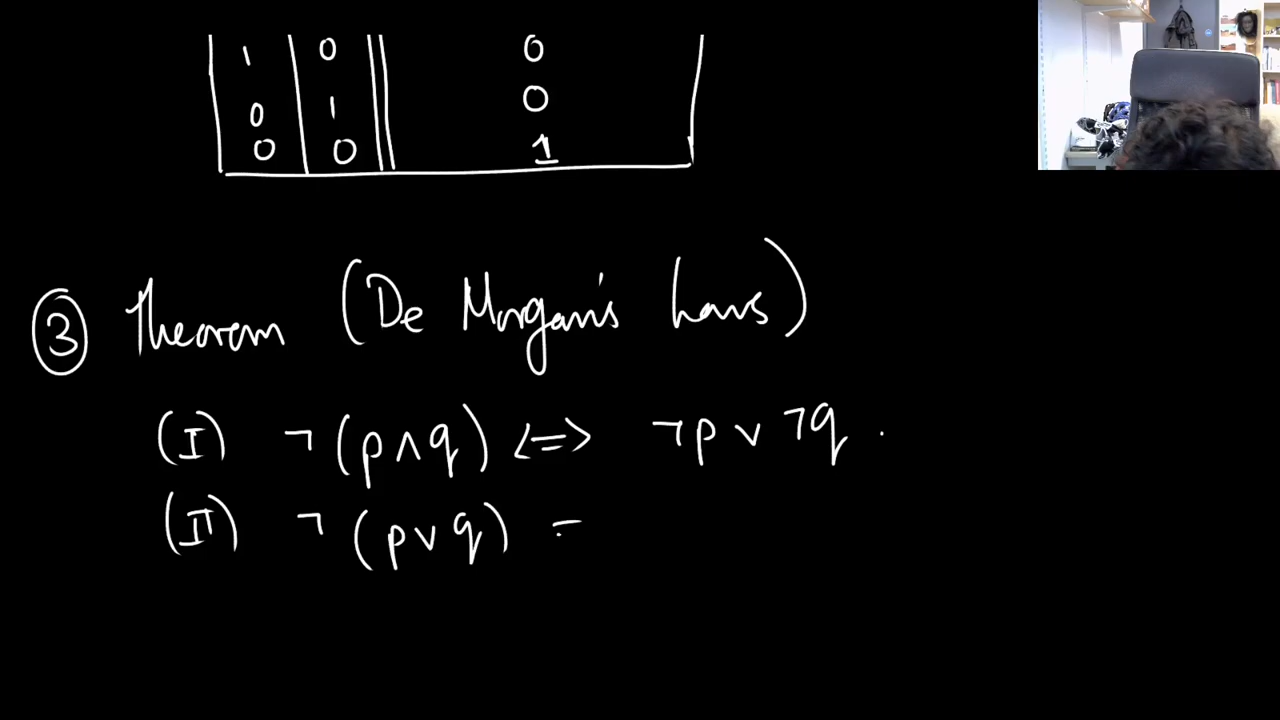 1 0 0
0 1 0
0 0 1
③ Theorem (De Morgan's Laws)
(I) ¬(p∧q) <=> ¬p∨¬q.
(II) ¬(p∨q) =